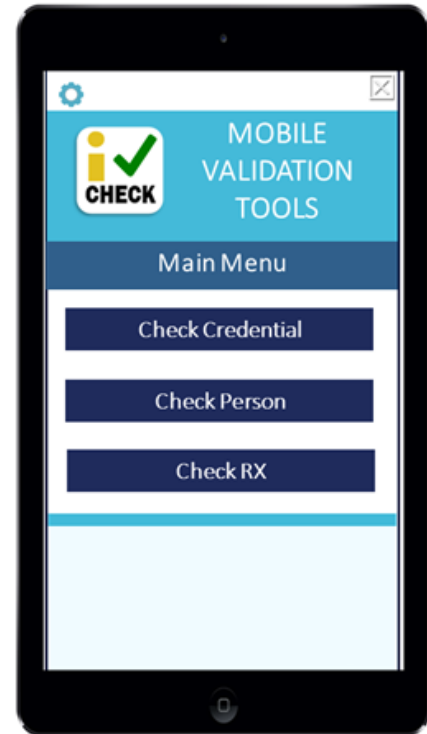 i
CHECK
MOBILE
VALIDATION
TOOLS
Main Menu
Check Credential
Check Person
Check RX